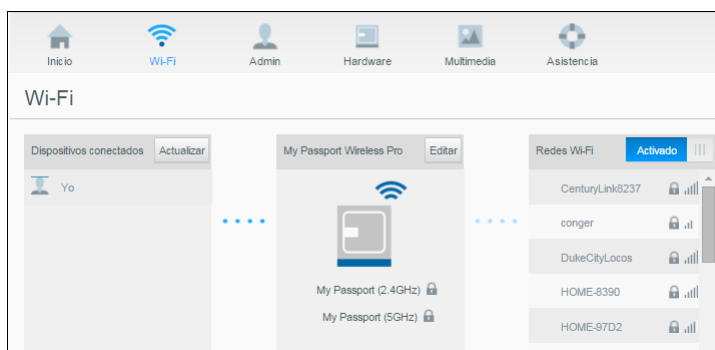 Inicio
Wi-Fi
Admin
Hardware
Multimedia
Asistencia
Wi-Fi
Dispositivos conectados
Actualizar
Yo
My Passport Wireless Pro
Editar
My Passport (2.4GHz)
My Passport (5GHz)
Redes Wi-Fi
Activado
CenturyLink8237
conger
DukeCityLocos
HOME-8390
HOME-97D2